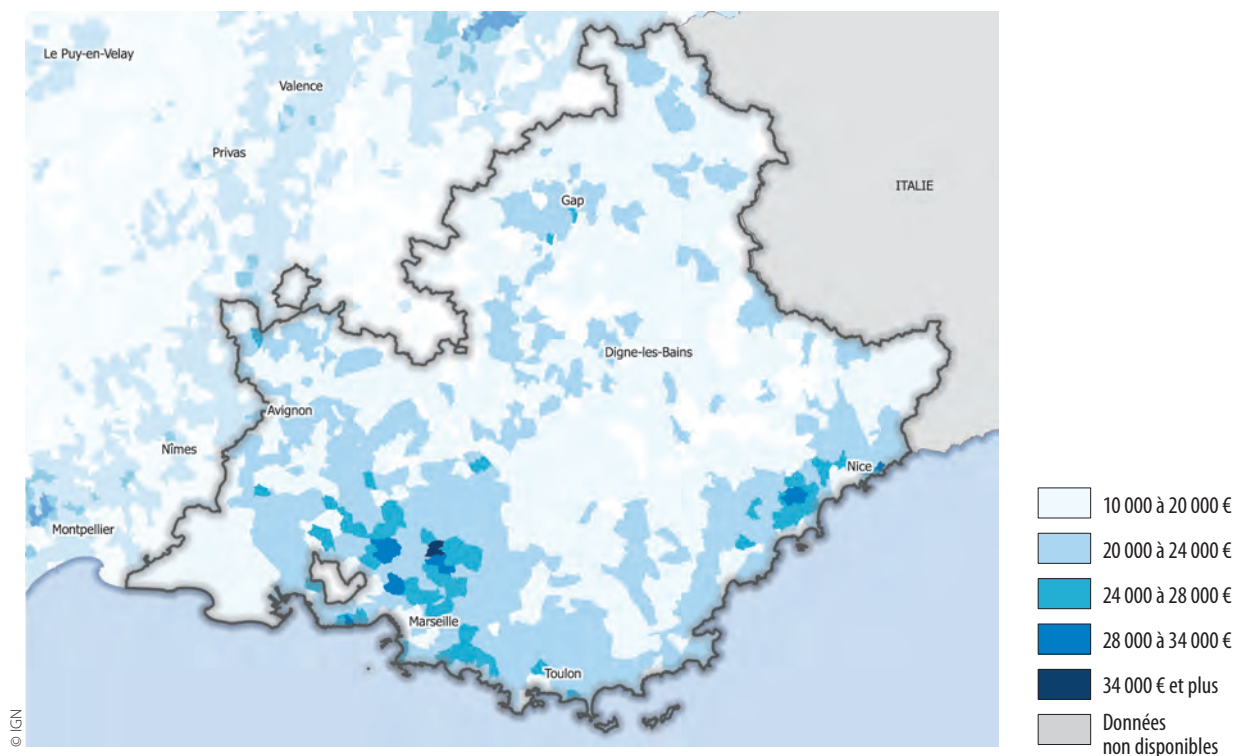 Le Puy-en-Velay
Valence
Privas
ITALIE
Gap
Digne-les-Bains
Avignon
Nîmes
Nice
Montpellier
Marseille
Toulon
© IGN
10 000 à 20 000 €
20 000 à 24 000 €
24 000 à 28 000 €
28 000 à 34 000 €
34 000 € et plus
Données
non disponibles